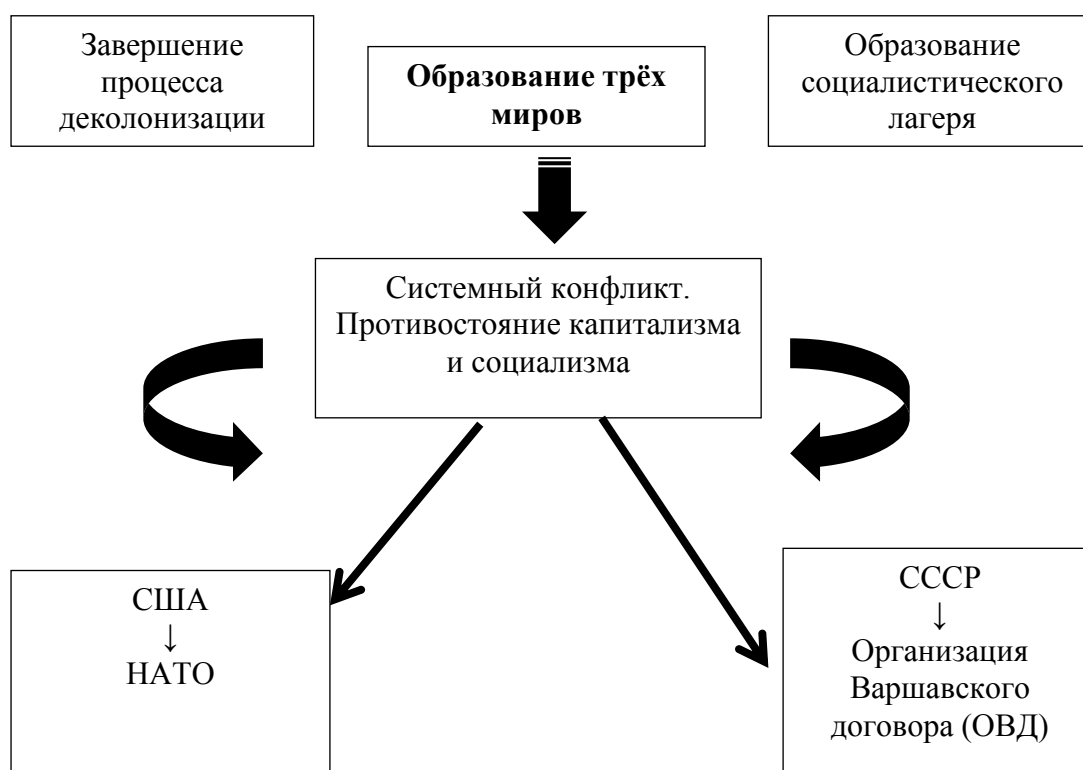 Завершение
процесса
деколонизации
Образование трёх
миров
Образование
социалистического
лагеря
Системный конфликт.
Противостояние капитализма
и социализма
США
↓
НАТО
СССР
↓
Организация
Варшавского
договора (ОВД)